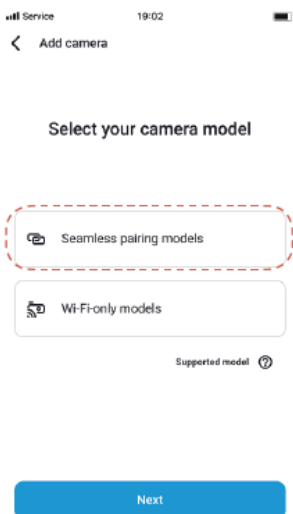 Service 19:02
Add camera
Select your camera model
Seamless pairing models
Wi-Fi-only models
Supported model ?
Next